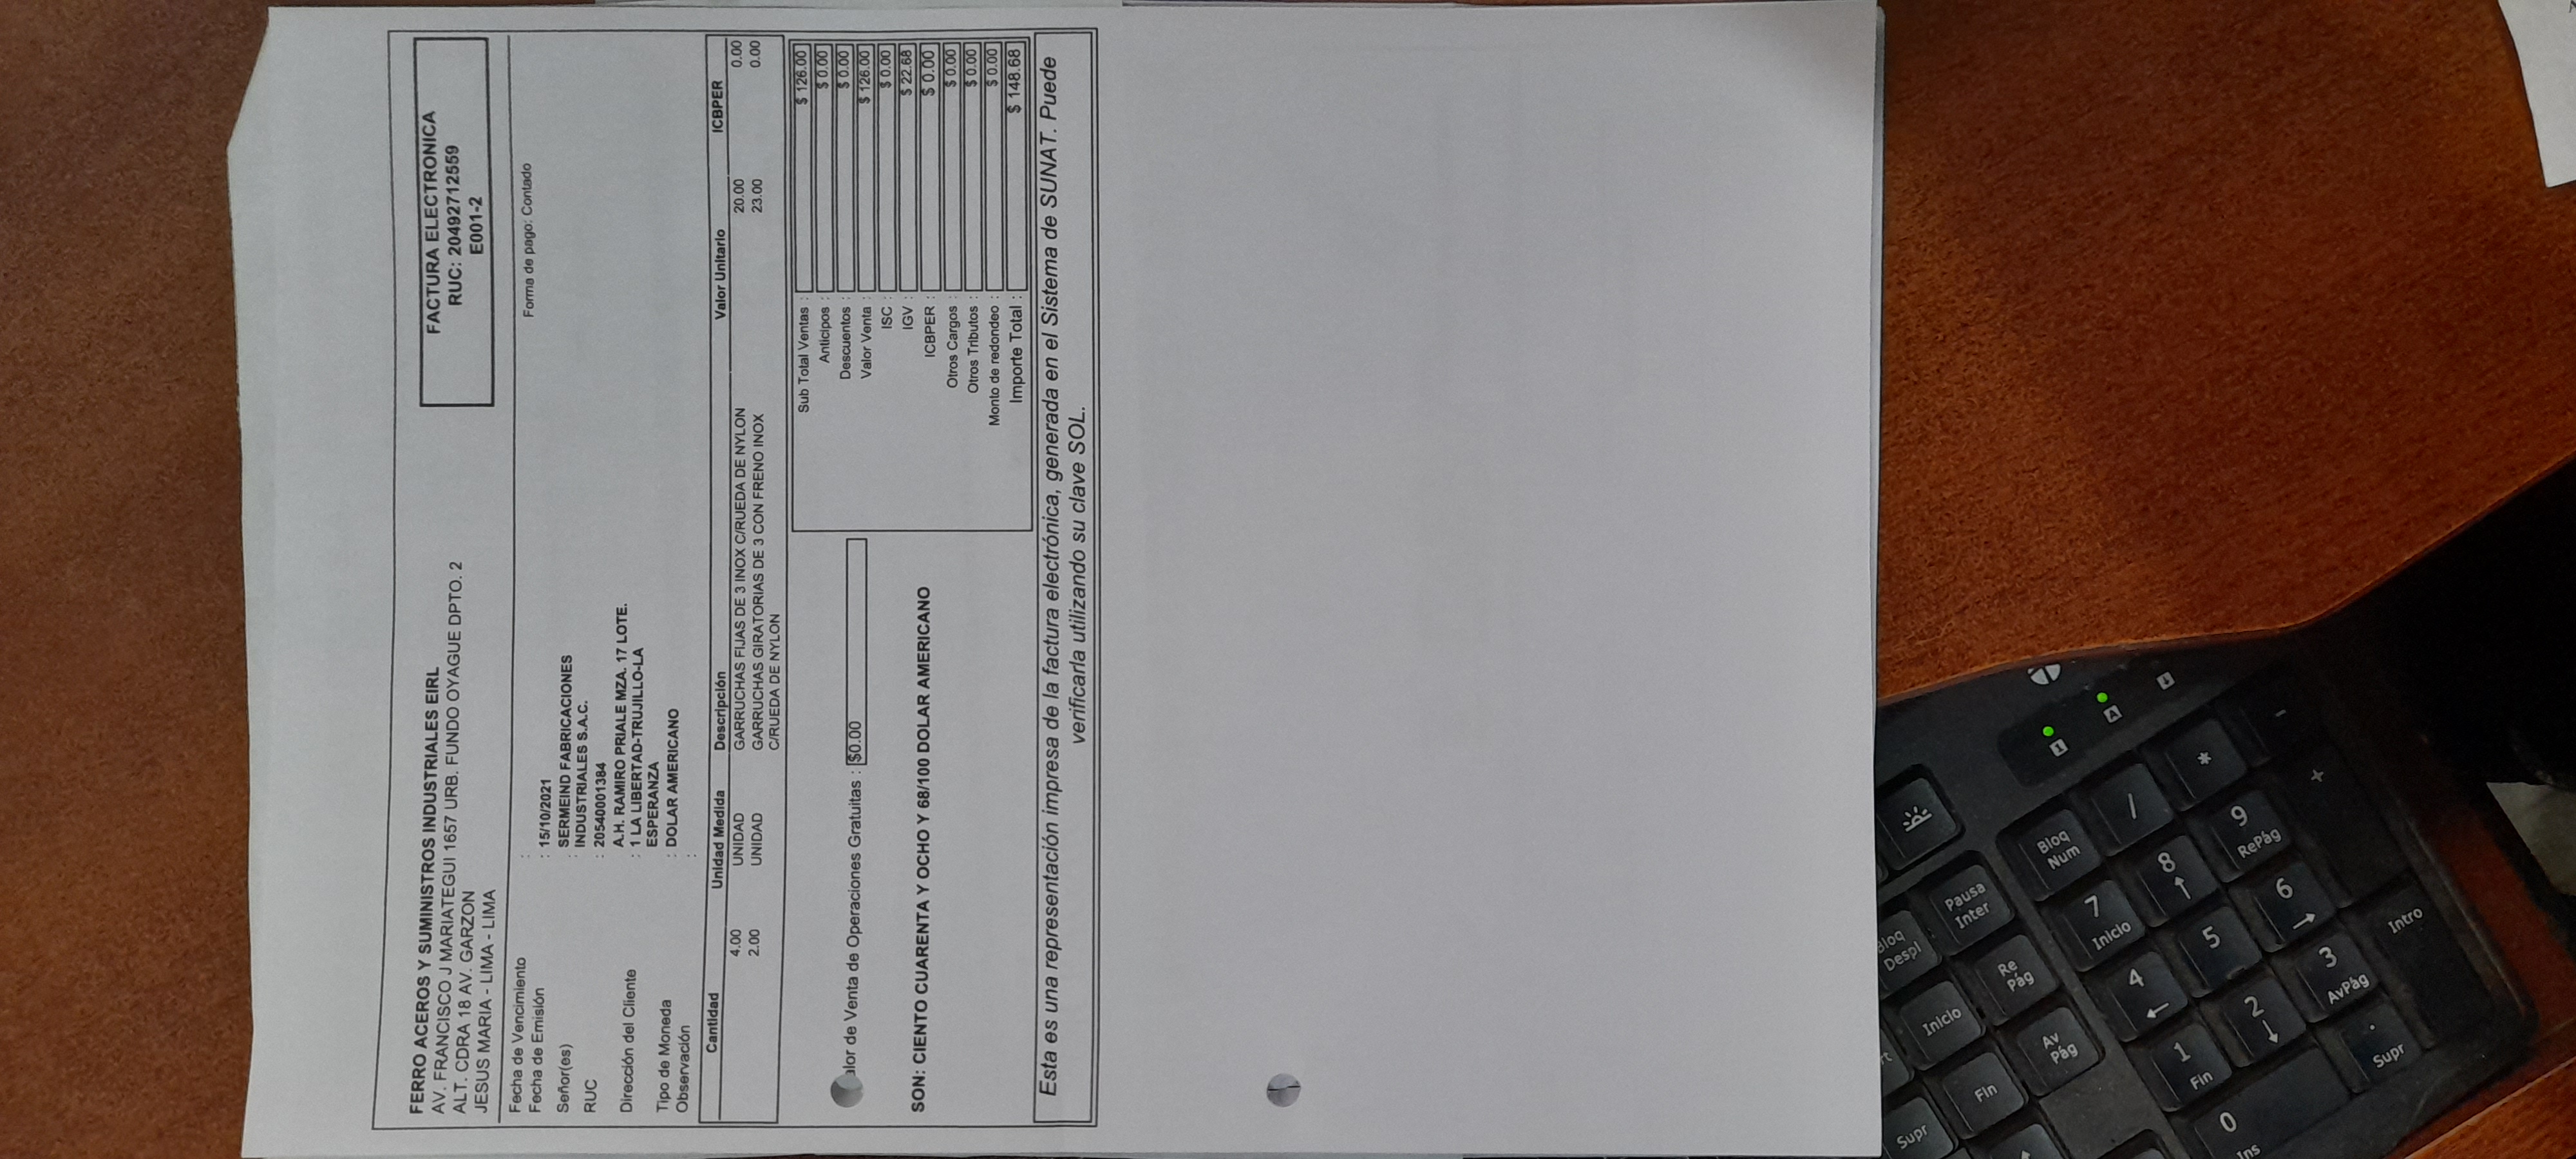 FERRO ACEROS Y SUMINISTROS INDUSTRIALES EIRL
AV. FRANCISCO J MARIATEGUI 1657 URB. FUNDO OYAGUE DPTO. 2
ALT. CDRA 18 AV. GARZON
JESUS MARIA - LIMA - LIMA
FACTURA ELECTRONICA
RUC: 20492712559
E001-2
Fecha de Vencimiento :
Forma de pago: Contado
Fecha de Emisión : 15/10/2021
Señor(es) : SERMEIND FABRICACIONES
INDUSTRIALES S.A.C.
RUC : 20540001384
A.H. RAMIRO PRIALE MZA. 17 LOTE.
Dirección del Cliente : 1 LA LIBERTAD-TRUJILLO-LA
ESPERANZA
Tipo de Moneda : DOLAR AMERICANO
Observación :
Cantidad Unidad Medida Descripción Valor Unitario ICBPER
4.00 UNIDAD GARRUCHAS FIJAS DE 3 INOX C/RUEDA DE NYLON 20.00 0.00
2.00 UNIDAD GARRUCHAS GIRATORIAS DE 3 CON FRENO INOX 23.00 0.00
C/RUEDA DE NYLON
Sub Total Ventas : $ 126.00
Anticipos : $ 0.00
Descuentos : $ 0.00
Valor Venta : $ 126.00
ISC : $ 0.00
IGV : $ 22.68
ICBPER : $ 0.00
Otros Cargos : $ 0.00
Otros Tributos : $ 0.00
Monto de redondeo : $ 0.00
Importe Total : $ 148.68
alor de Venta de Operaciones Gratuitas : $0.00
SON: CIENTO CUARENTA Y OCHO Y 68/100 DOLAR AMERICANO
Esta es una representación impresa de la factura electrónica, generada en el Sistema de SUNAT. Puede
verificarla utilizando su clave SOL.
Supr
Inicio
Bloq
Despl
Fin
Re
Pág
Pausa
Inter
Av
Pág
Bloq
Num
7
Inicio
/
4
8
*
1
Fin
5
9
RePág
-
0
Ins
2
6
+
3
AvPág
.
Supr
Intro